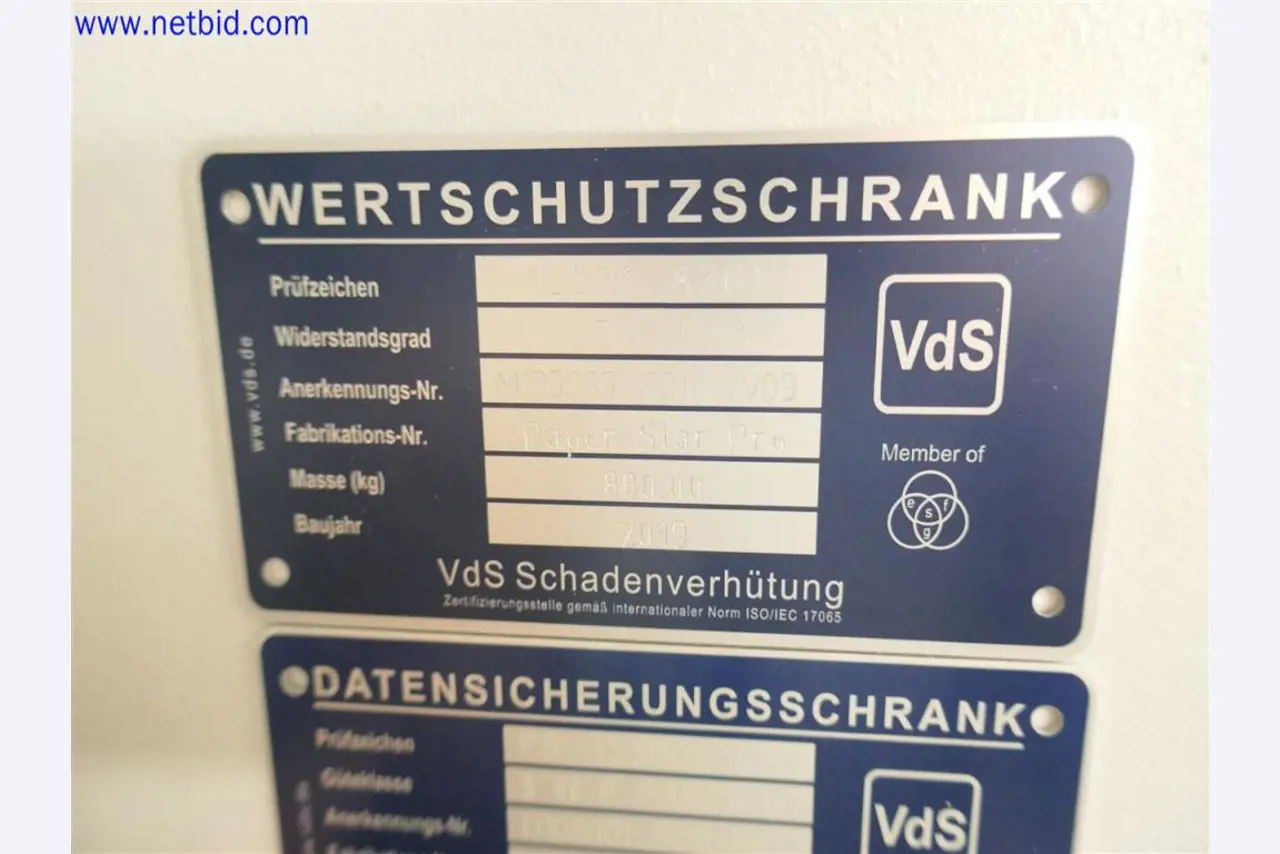 www.netbid.com
WERTSCHUTZSCHRANK
Prüfzeichen
Widerstandsgrad
Anerkennungs-Nr. VV09
Fabrikations-Nr. Paper Star Pro
Masse (kg)
Baujahr 2019
www.vds.de
VdS
Member of
e f s g
VdS Schadenverhütung
Zertifizierungsstelle gemäß internationaler Norm ISO/IEC 17065
DATENSICHERUNGSSCHRANK
Prüfzeichen
Güteklasse
Anerkennungs-Nr.
VdS